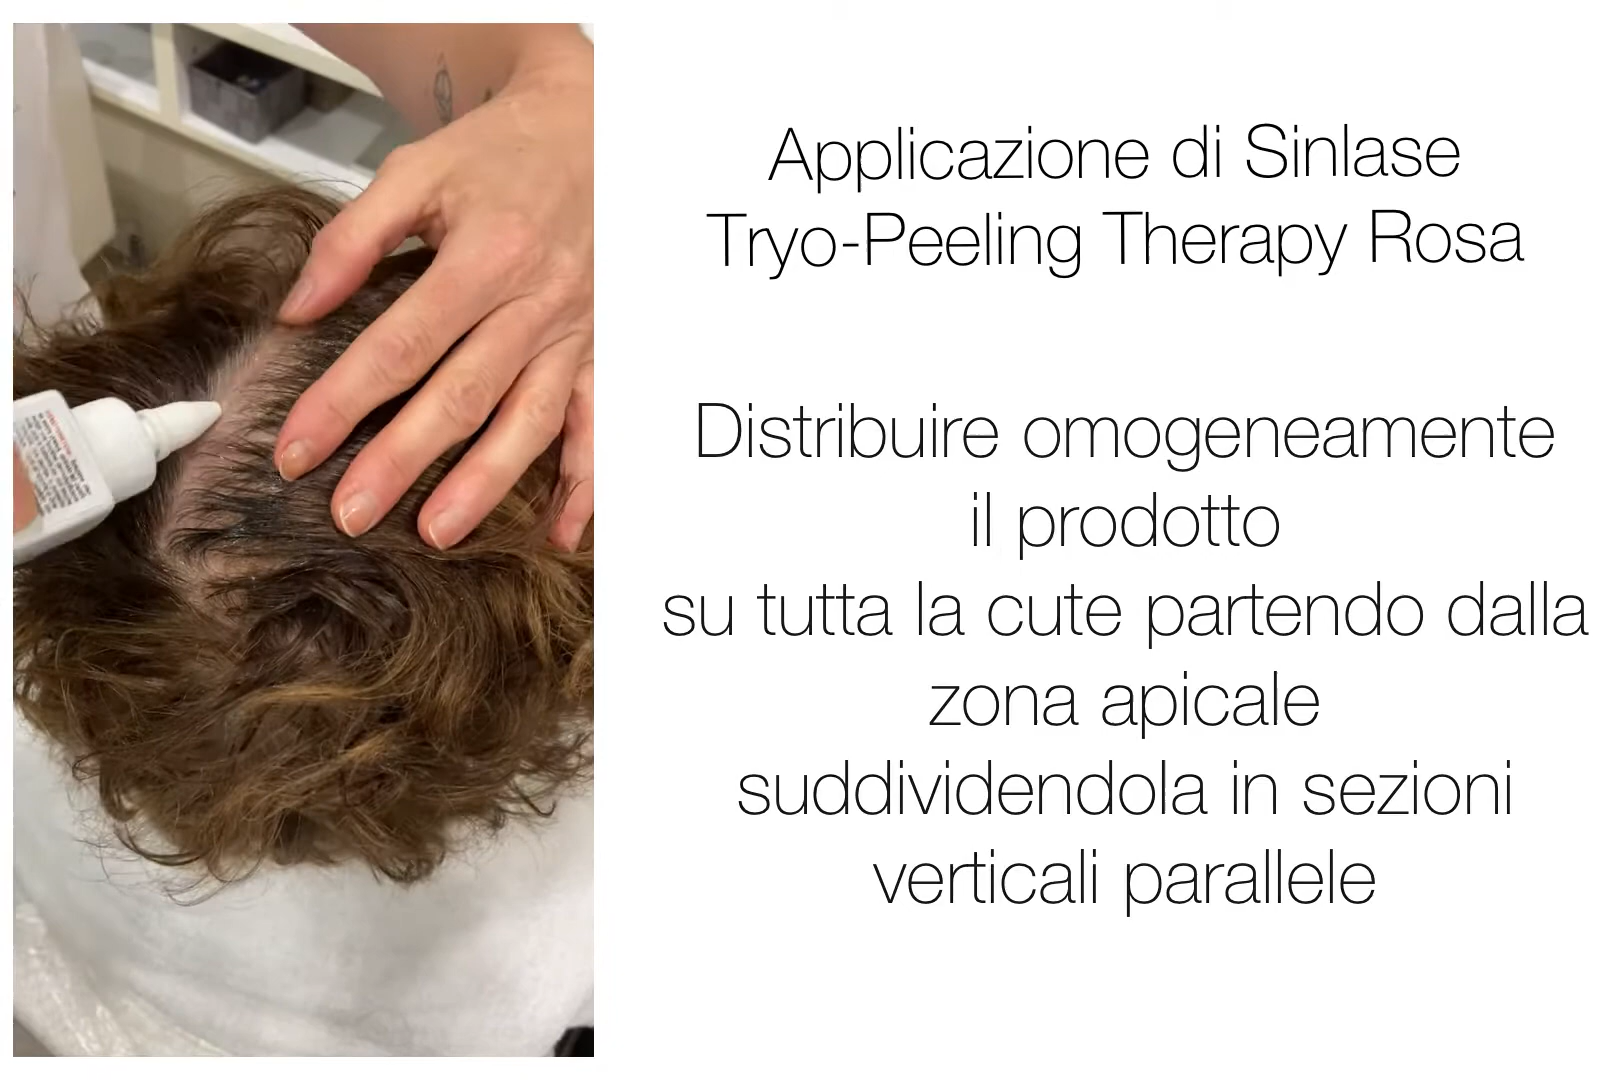 Applicazione di Sinlase
Tryo-Peeling Therapy Rosa
Distribuire omogeneamente
il prodotto
su tutta la cute partendo dalla
zona apicale
suddividendola in sezioni
verticali parallele